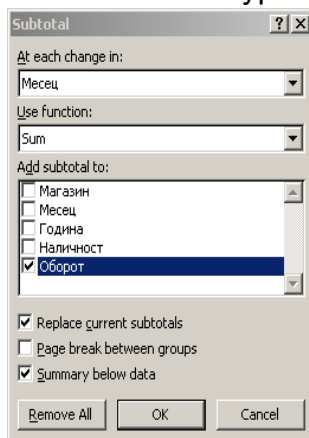 Subtotal
At each change in:
Месец
Use function:
Sum
Add subtotal to:
Магазин
Месец
Година
Наличност
Оборот
Replace current subtotals
Page break between groups
Summary below data
Remove All OK Cancel